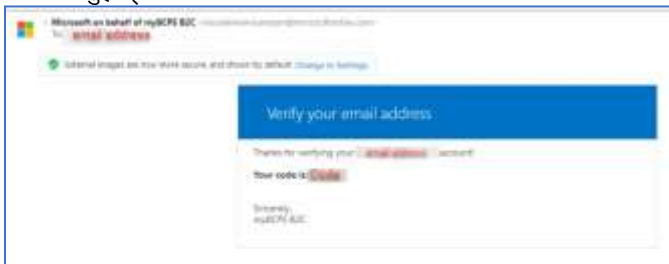 Microsoft on behalf of myBCPS B2C
To: email address
External images are now more secure, and shown by default. Change in Settings
Verify your email address
Thanks for verifying your email address account!
Your code is: Code
Sincerely,
myBCPS B2C